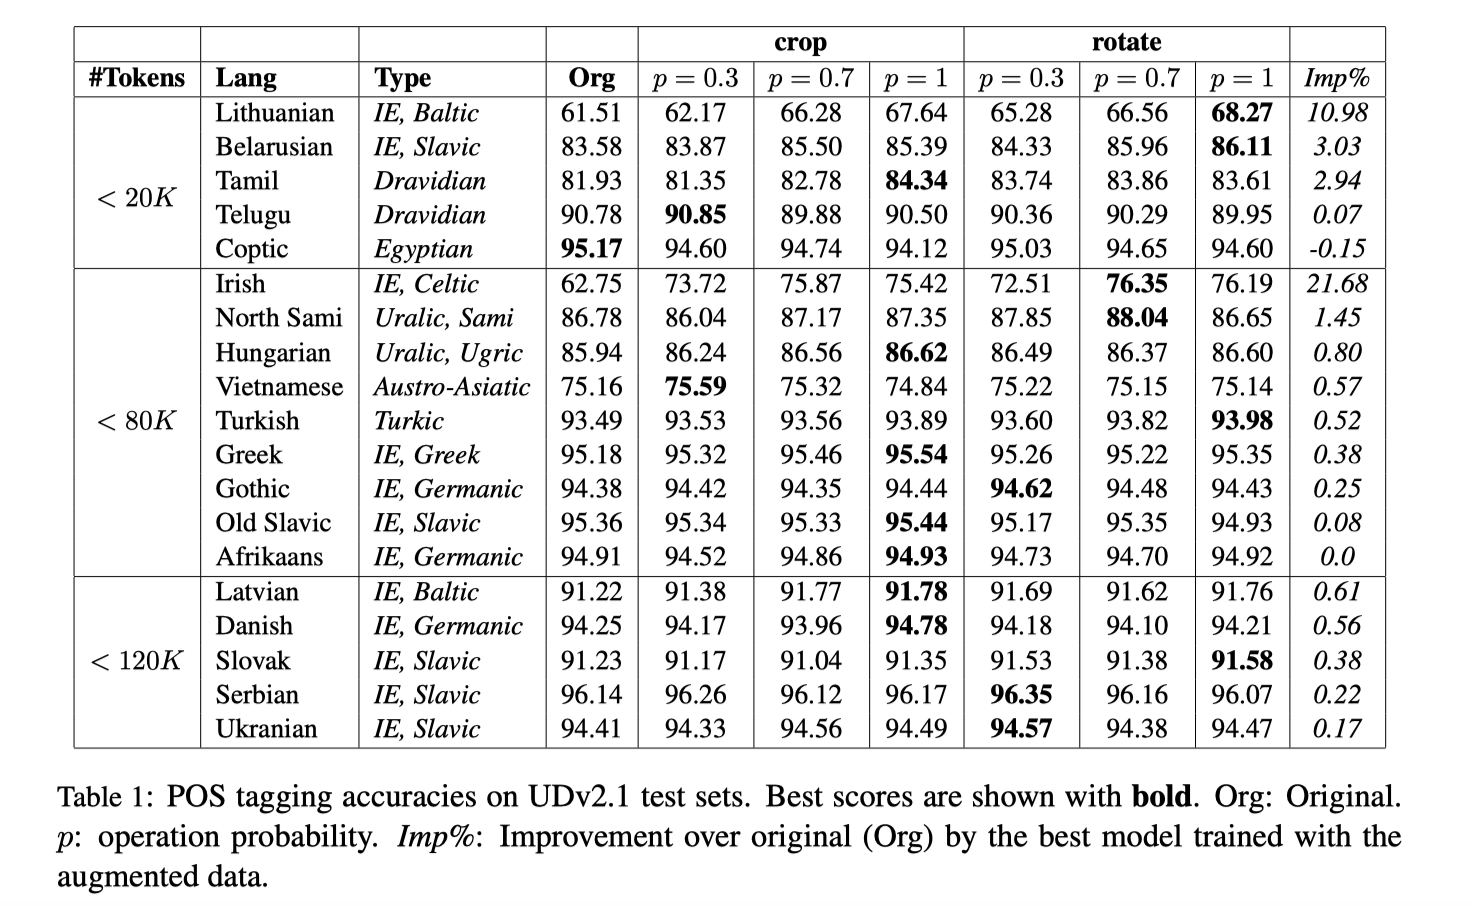 crop rotate
#Tokens Lang Type Org p = 0.3 p = 0.7 p = 1 p = 0.3 p = 0.7 p = 1 Imp%
Lithuanian IE, Baltic 61.51 62.17 66.28 67.64 65.28 66.56 68.27 10.98
Belarusian IE, Slavic 83.58 83.87 85.50 85.39 84.33 85.96 86.11 3.03
< 20K Tamil Dravidian 81.93 81.35 82.78 84.34 83.74 83.86 83.61 2.94
Telugu Dravidian 90.78 90.85 89.88 90.50 90.36 90.29 89.95 0.07
Coptic Egyptian 95.17 94.60 94.74 94.12 95.03 94.65 94.60 -0.15
Irish IE, Celtic 62.75 73.72 75.87 75.42 72.51 76.35 76.19 21.68
North Sami Uralic, Sami 86.78 86.04 87.17 87.35 87.85 88.04 86.65 1.45
Hungarian Uralic, Ugric 85.94 86.24 86.56 86.62 86.49 86.37 86.60 0.80
Vietnamese Austro-Asiatic 75.16 75.59 75.32 74.84 75.22 75.15 75.14 0.57
< 80K Turkish Turkic 93.49 93.53 93.56 93.89 93.60 93.82 93.98 0.52
Greek IE, Greek 95.18 95.32 95.46 95.54 95.26 95.22 95.35 0.38
Gothic IE, Germanic 94.38 94.42 94.35 94.44 94.62 94.48 94.43 0.25
Old Slavic IE, Slavic 95.36 95.34 95.33 95.44 95.17 95.35 94.93 0.08
Afrikaans IE, Germanic 94.91 94.52 94.86 94.93 94.73 94.70 94.92 0.0
Latvian IE, Baltic 91.22 91.38 91.77 91.78 91.69 91.62 91.76 0.61
Danish IE, Germanic 94.25 94.17 93.96 94.78 94.18 94.10 94.21 0.56
< 120K Slovak IE, Slavic 91.23 91.17 91.04 91.35 91.53 91.38 91.58 0.38
Serbian IE, Slavic 96.14 96.26 96.12 96.17 96.35 96.16 96.07 0.22
Ukranian IE, Slavic 94.41 94.33 94.56 94.49 94.57 94.38 94.47 0.17
Table 1: POS tagging accuracies on UDv2.1 test sets. Best scores are shown with bold. Org: Original.
p: operation probability. Imp%: Improvement over original (Org) by the best model trained with the
augmented data.